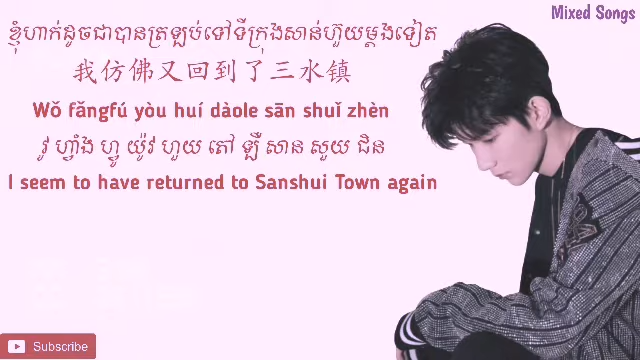 Mixed Songs
ខ្ញុំហាក់ដូចជាបានត្រឡប់ទៅទីក្រុងសាន់ហ៊ួយម្ដងទៀត
我仿佛又回到了三水镇
Wǒ fǎngfú yòu huí dàole sān shuǐ zhèn
វូ ហ្វាំង ហ្វូ យ៉ូវ ហួយ តៅ ឡឺ សាន សួយ ជិន
I seem to have returned to Sanshui Town again
Subscribe